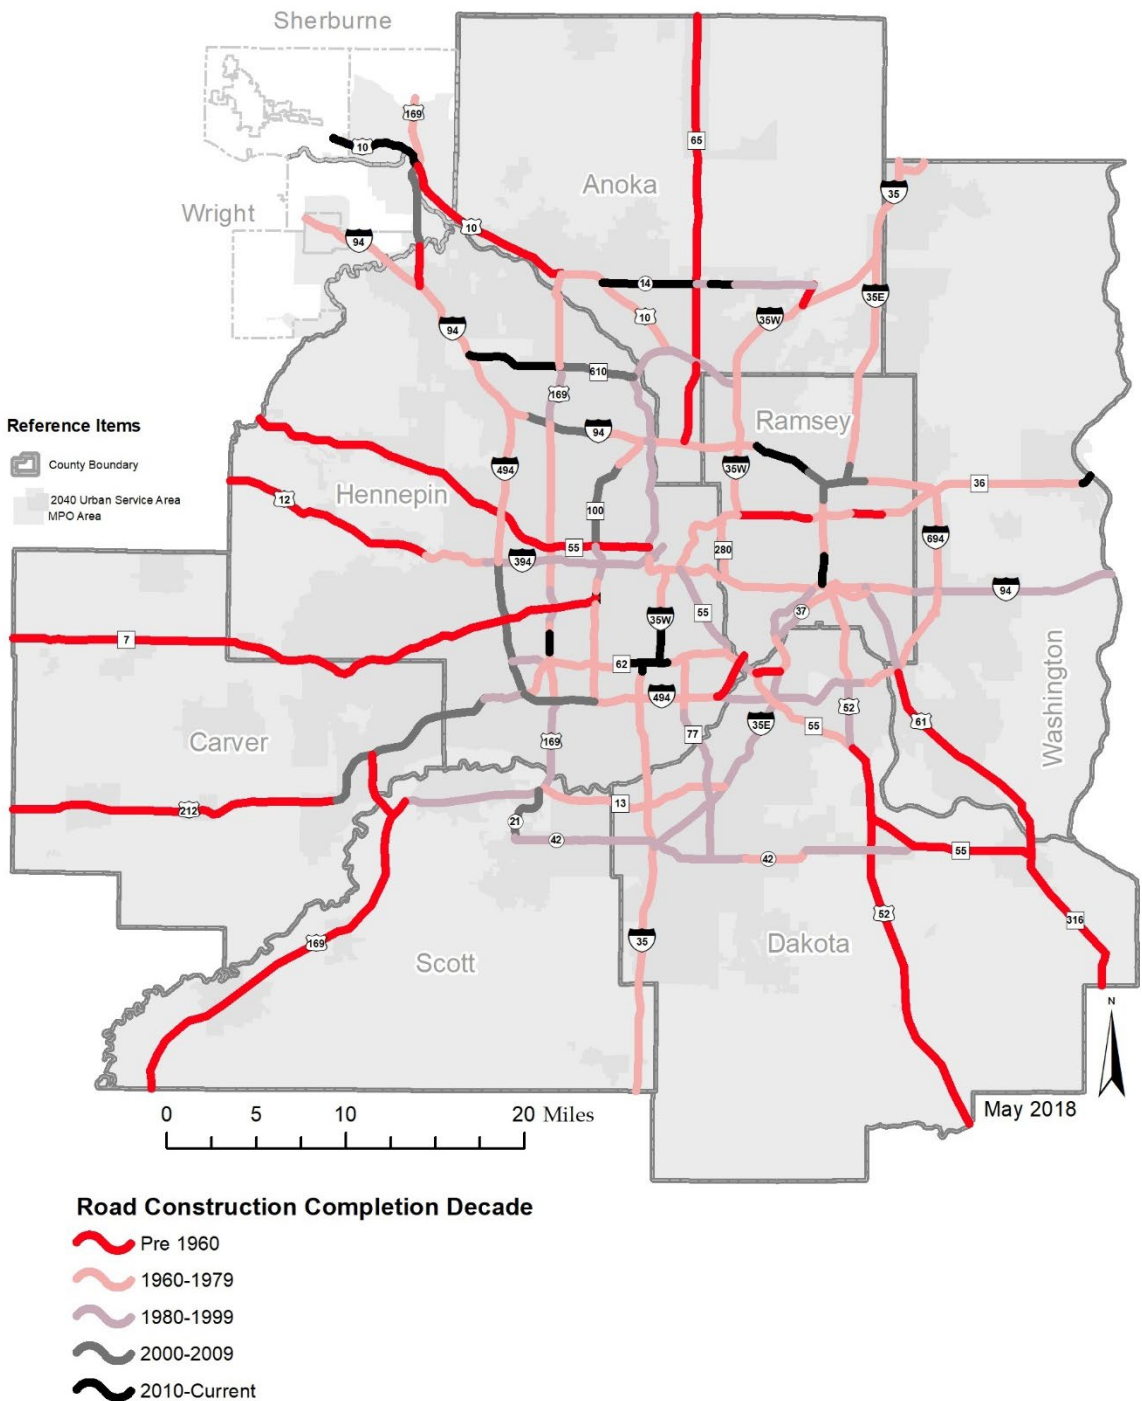 Sherburne
169
10
65
Anoka
35
Wright
94
10
14
35E
10
35W
94
610
169
Ramsey
Reference Items
County Boundary
2040 Urban Service Area
MPO Area
94
494
35W
36
Hennepin
12
100
55
394
280
694
94
7
55
35W
37
62
494
Washington
Carver
52
61
169
77
35E
55
212
13
21
42
42
55
52
316
169
35
Dakota
Scott
N
May 2018
0 5 10 20 Miles
Road Construction Completion Decade
Pre 1960
1960-1979
1980-1999
2000-2009
2010-Current